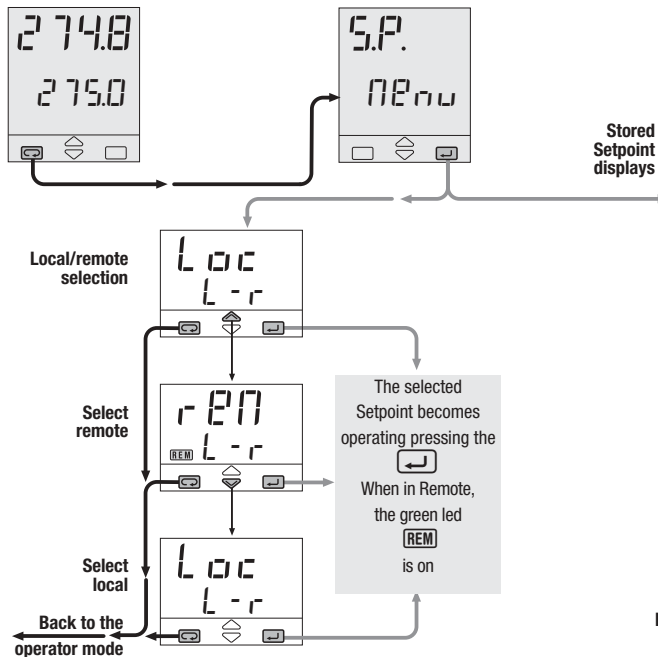 274.8
275.0
S.P.
Menu
Stored
Setpoint
displays
Local/remote
selection
Loc
L-r
Select
remote
rEM
REM L-r
Select
local
Loc
L-r
Back to the
operator mode
The selected
Setpoint becomes
operating pressing the
When in Remote,
the green led
REM
is on